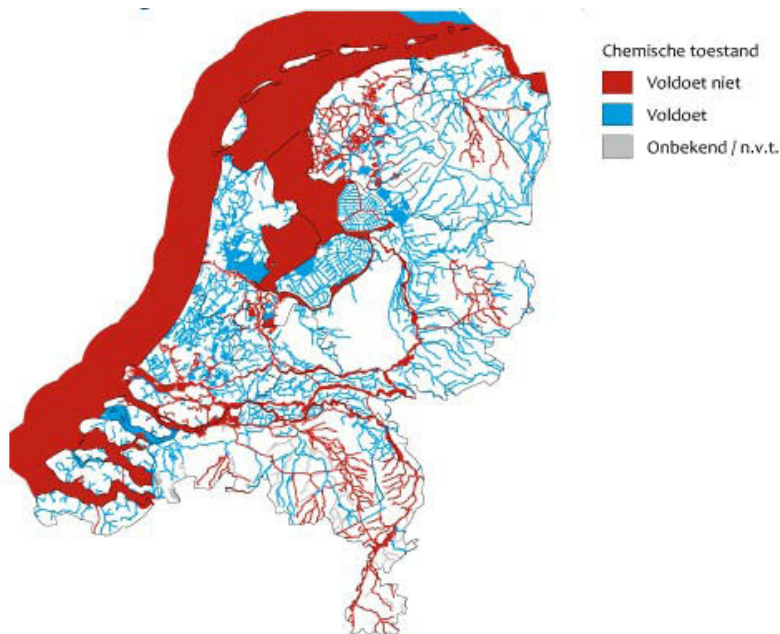 Chemische toestand
Voldoet niet
Voldoet
Onbekend / n.v.t.